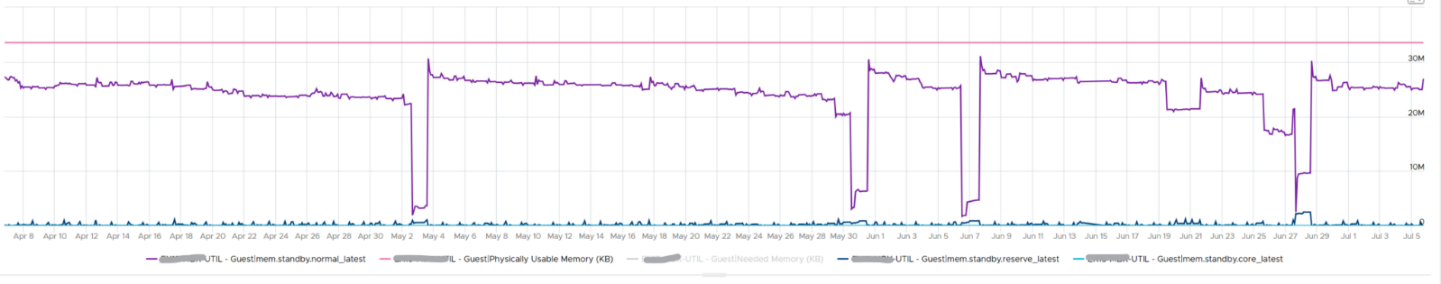 30M
20M
10M
0
Apr 8 Apr 10 Apr 12 Apr 14 Apr 16 Apr 18 Apr 20 Apr 22 Apr 24 Apr 26 Apr 28 Apr 30 May 2 May 4 May 6 May 8 May 10 May 12 May 14 May 16 May 18 May 20 May 22 May 24 May 26 May 28 May 30 Jun 1 Jun 3 Jun 5 Jun 7 Jun 9 Jun 11 Jun 13 Jun 15 Jun 17 Jun 19 Jun 21 Jun 23 Jun 25 Jun 27 Jun 29 Jul 1 Jul 3 Jul 5
-UTIL - Guest|mem.standby.normal_latest - Guest|Physically Usable Memory (KB) -UTIL - Guest|Needed Memory (KB) -UTIL - Guest|mem.standby.reserve_latest -UTIL - Guest|mem.standby.core_latest